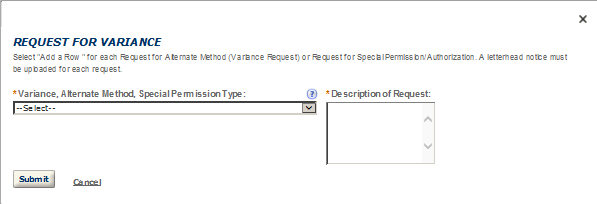 REQUEST FOR VARIANCE
Select "Add a Row " for each Request for Alternate Method (Variance Request) or Request for Special Permission/Authorization. A letterhead notice must
be uploaded for each request.
*Variance, Alternate Method, Special Permission Type: ? *Description of Request:
--Select--
Submit Cancel